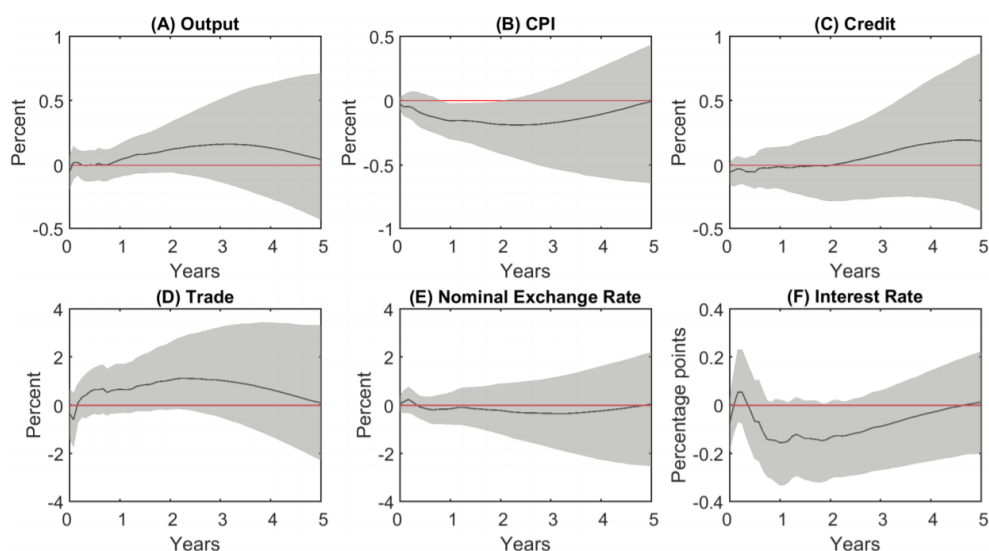 (A) Output
1
0.5
0
-0.5
Percent
0 1 2 3 4 5
Years
(B) CPI
0.5
0
-0.5
-1
Percent
0 1 2 3 4 5
Years
(C) Credit
1
0.5
0
-0.5
Percent
0 1 2 3 4 5
Years
(D) Trade
4
2
0
-2
-4
Percent
0 1 2 3 4 5
Years
(E) Nominal Exchange Rate
4
2
0
-2
-4
Percent
0 1 2 3 4 5
Years
(F) Interest Rate
0.4
0.2
0
-0.2
-0.4
Percentage points
0 1 2 3 4 5
Years